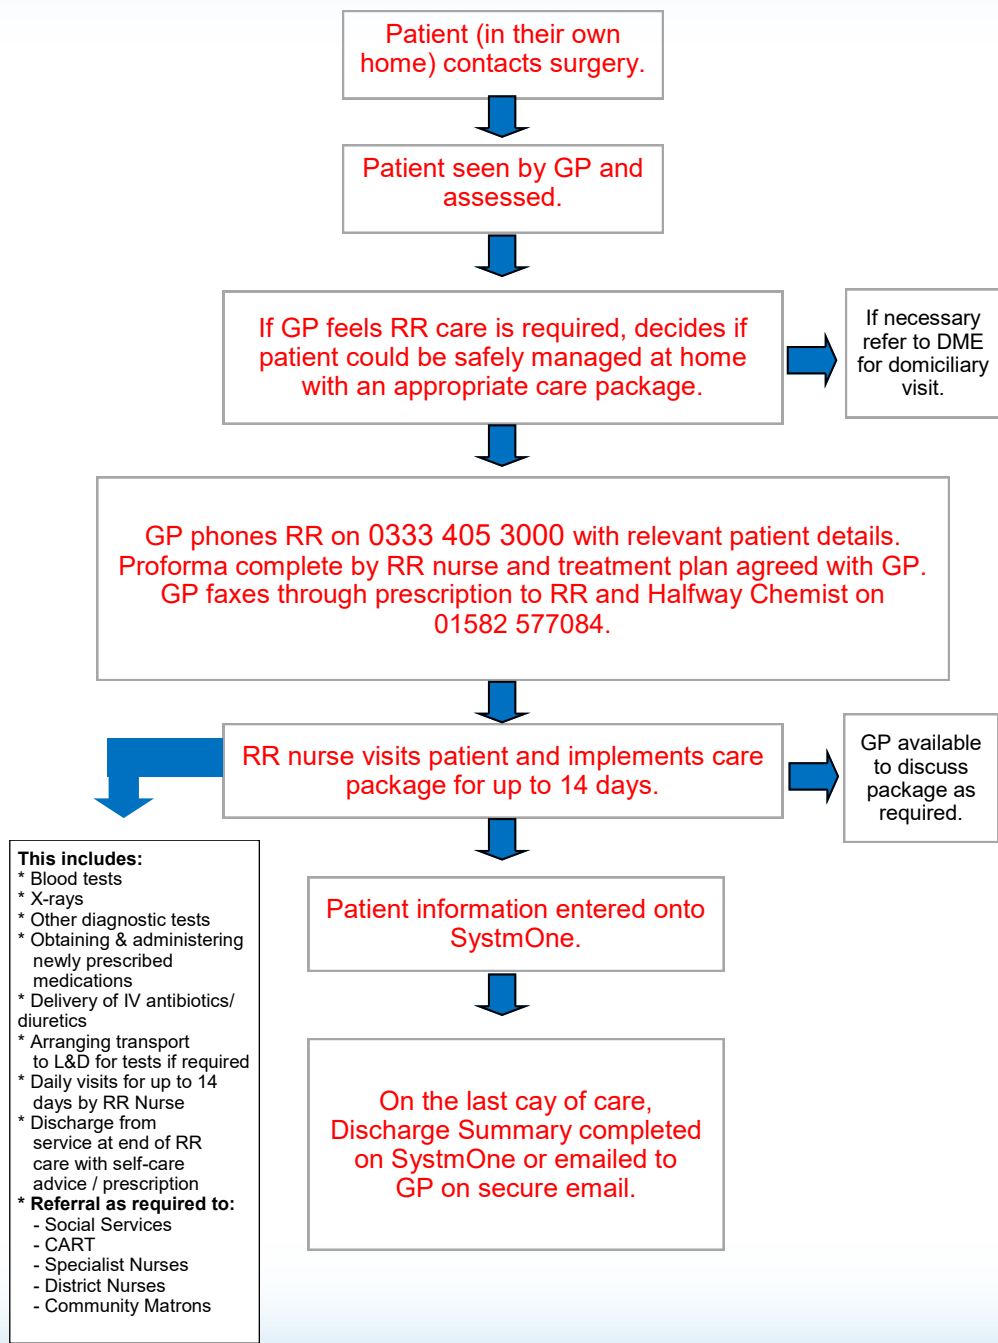 Patient (in their own
home) contacts surgery.
Patient seen by GP and
assessed.
If GP feels RR care is required, decides if
patient could be safely managed at home
with an appropriate care package.
If necessary
refer to DME
for domiciliary
visit.
GP phones RR on 0333 405 3000 with relevant patient details.
Proforma complete by RR nurse and treatment plan agreed with GP.
GP faxes through prescription to RR and Halfway Chemist on
01582 577084.
RR nurse visits patient and implements care
package for up to 14 days.
GP available
to discuss
package as
required.
This includes:
* Blood tests
* X-rays
* Other diagnostic tests
* Obtaining & administering
newly prescribed
medications
* Delivery of IV antibiotics/
diuretics
* Arranging transport
to L&D for tests if required
* Daily visits for up to 14
days by RR Nurse
* Discharge from
service at end of RR
care with self-care
advice / prescription
* Referral as required to:
- Social Services
- CART
- Specialist Nurses
- District Nurses
- Community Matrons
Patient information entered onto
SystmOne.
On the last cay of care,
Discharge Summary completed
on SystmOne or emailed to
GP on secure email.